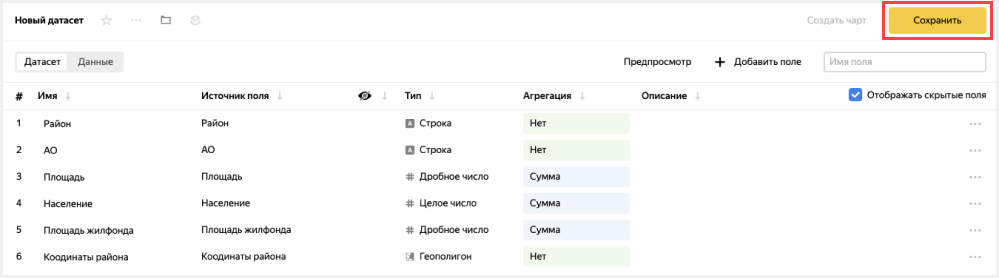 Новый датасет Создать чарт Сохранить
Датасет Данные Предпросмотр + Добавить поле Имя поля
# Имя ↓ Источник поля ↓ ↓ Тип ↓ Агрегация ↓ Описание ↓ Отображать скрытые поля
1 Район Район A Строка Нет
2 АО АО A Строка Нет
3 Площадь Площадь # Дробное число Сумма
4 Население Население # Целое число Сумма
5 Площадь жилфонда Площадь жилфонда # Дробное число Сумма
6 Коодинаты района Коодинаты района Геополигон Нет